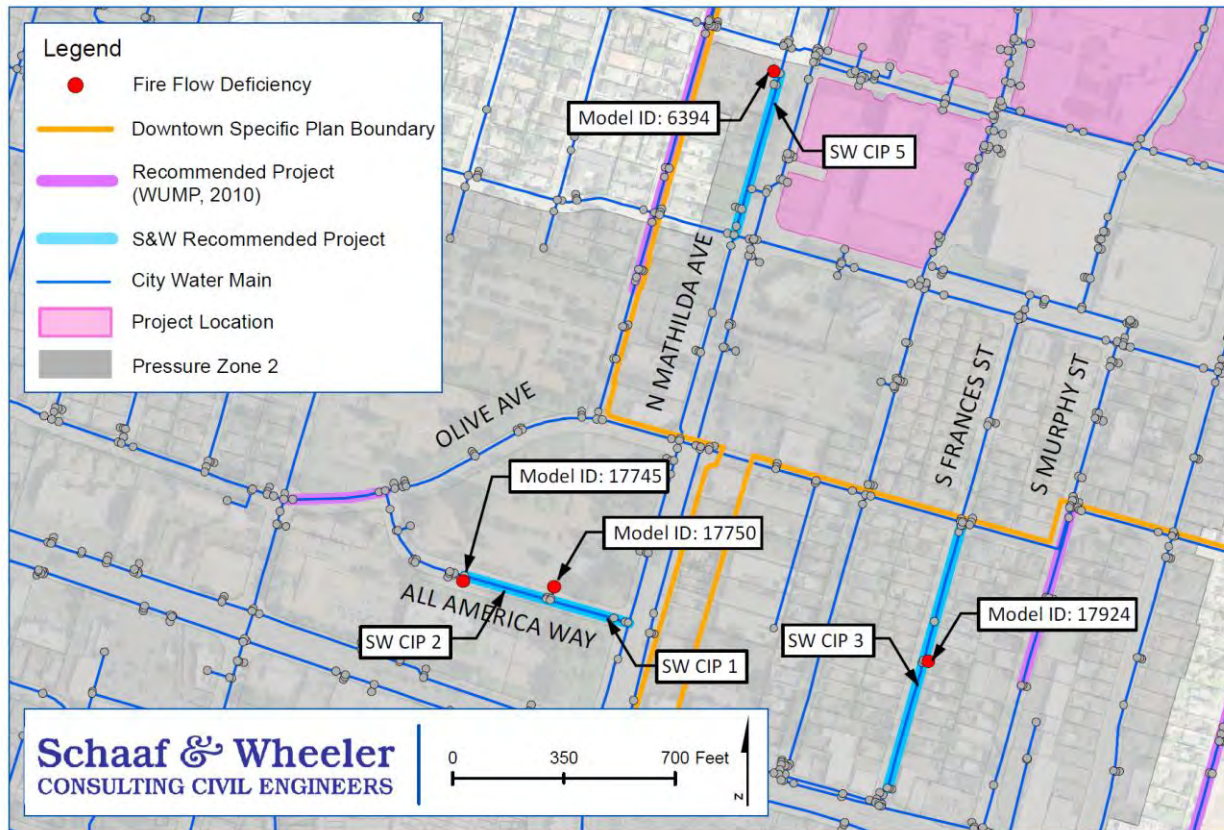 Legend
Fire Flow Deficiency
Downtown Specific Plan Boundary
Recommended Project
(WUMP, 2010)
S&W Recommended Project
City Water Main
Project Location
Pressure Zone 2
Model ID: 6394
SW CIP 5
N MATHILDA AVE
OLIVE AVE
S FRANCES ST
S MURPHY ST
Model ID: 17745
Model ID: 17750
ALL AMERICA WAY
SW CIP 2
SW CIP 1
SW CIP 3
Model ID: 17924
Schaaf & Wheeler
CONSULTING CIVIL ENGINEERS
0 350 700 Feet
N